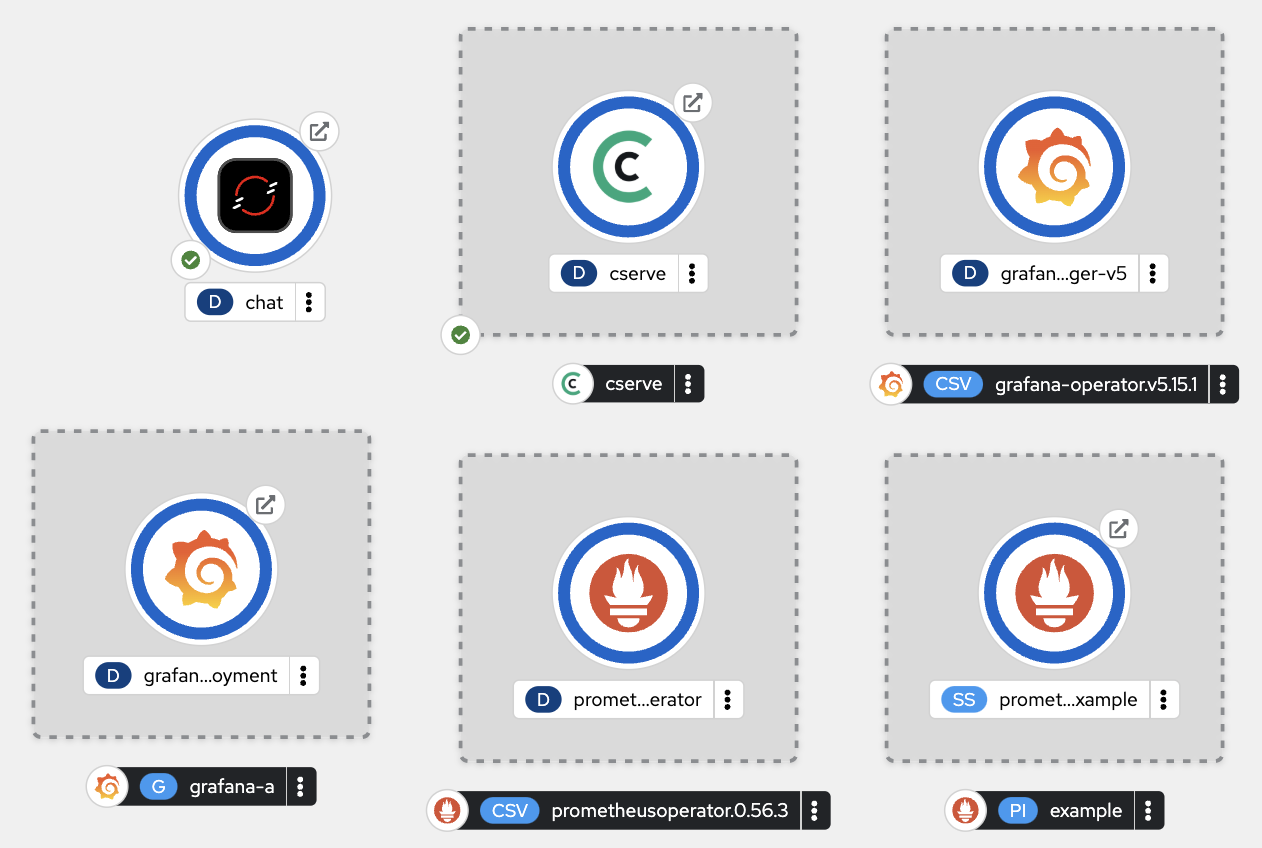 D chat
C
D cserve
C cserve
D grafan...ger-v5
CSV grafana-operator.v5.15.1
D grafan...oyment
G grafana-a
D promet...erator
CSV prometheusoperator.0.56.3
SS promet...xample
PI example